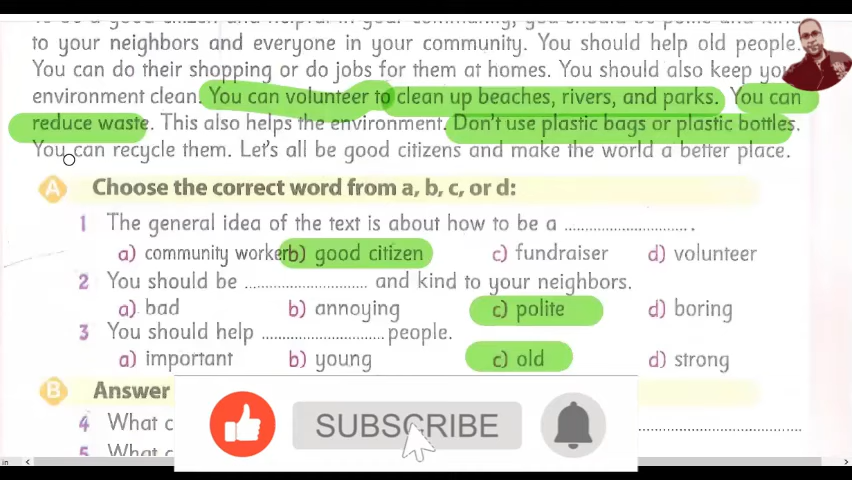 to your neighbors and everyone in your community. You should help old people.
You can do their shopping or do jobs for them at homes. You should also keep your
environment clean. You can volunteer to clean up beaches, rivers, and parks. You can
reduce waste. This also helps the environment. Don't use plastic bags or plastic bottles.
You can recycle them. Let's all be good citizens and make the world a better place.
A Choose the correct word from a, b, c, or d:
1 The general idea of the text is about how to be a ............................ .
a) community worker b) good citizen c) fundraiser d) volunteer
2 You should be ............................ and kind to your neighbors.
a) bad b) annoying c) polite d) boring
3 You should help ............................ people.
a) important b) young c) old d) strong
B Answer
4 What c
5 What c
SUBSCRIBE
in